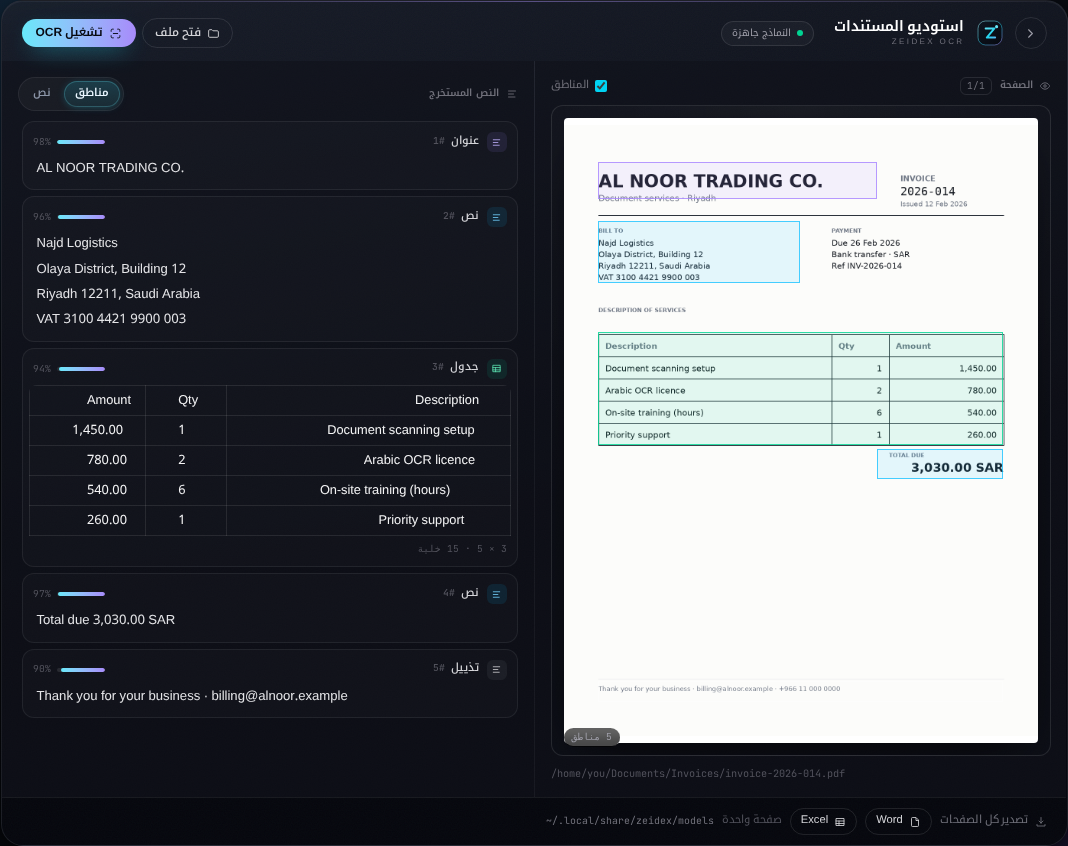 استوديو المستندات
ZEIDEX OCR
النماذج جاهزة
فتح ملف
تشغيل OCR
الصفحة 1/1
المناطق
AL NOOR TRADING CO.
Document services · Riyadh
INVOICE
2026-014
Issued 12 Feb 2026
BILL TO
Najd Logistics
Olaya District, Building 12
Riyadh 12211, Saudi Arabia
VAT 3100 4421 9900 003
PAYMENT
Due 26 Feb 2026
Bank transfer · SAR
Ref INV-2026-014
DESCRIPTION OF SERVICES
Description Qty Amount
Document scanning setup 1 1,450.00
Arabic OCR licence 2 780.00
On-site training (hours) 6 540.00
Priority support 1 260.00
TOTAL DUE
3,030.00 SAR
Thank you for your business · billing@alnoor.example · +966 11 000 0000
5 مناطق
/home/you/Documents/Invoices/invoice-2026-014.pdf
النص المستخرج
مناطق
نص
عنوان #1 98%
AL NOOR TRADING CO.
نص #2 96%
Najd Logistics
Olaya District, Building 12
Riyadh 12211, Saudi Arabia
VAT 3100 4421 9900 003
جدول #3 94%
Description Qty Amount
Document scanning setup 1 1,450.00
Arabic OCR licence 2 780.00
On-site training (hours) 6 540.00
Priority support 1 260.00
3 × 5 · 15 خلية
نص #4 97%
Total due 3,030.00 SAR
تذييل #5 90%
Thank you for your business · billing@alnoor.example
تصدير كل الصفحات
Word
Excel
صفحة واحدة
~/.local/share/zeidex/models